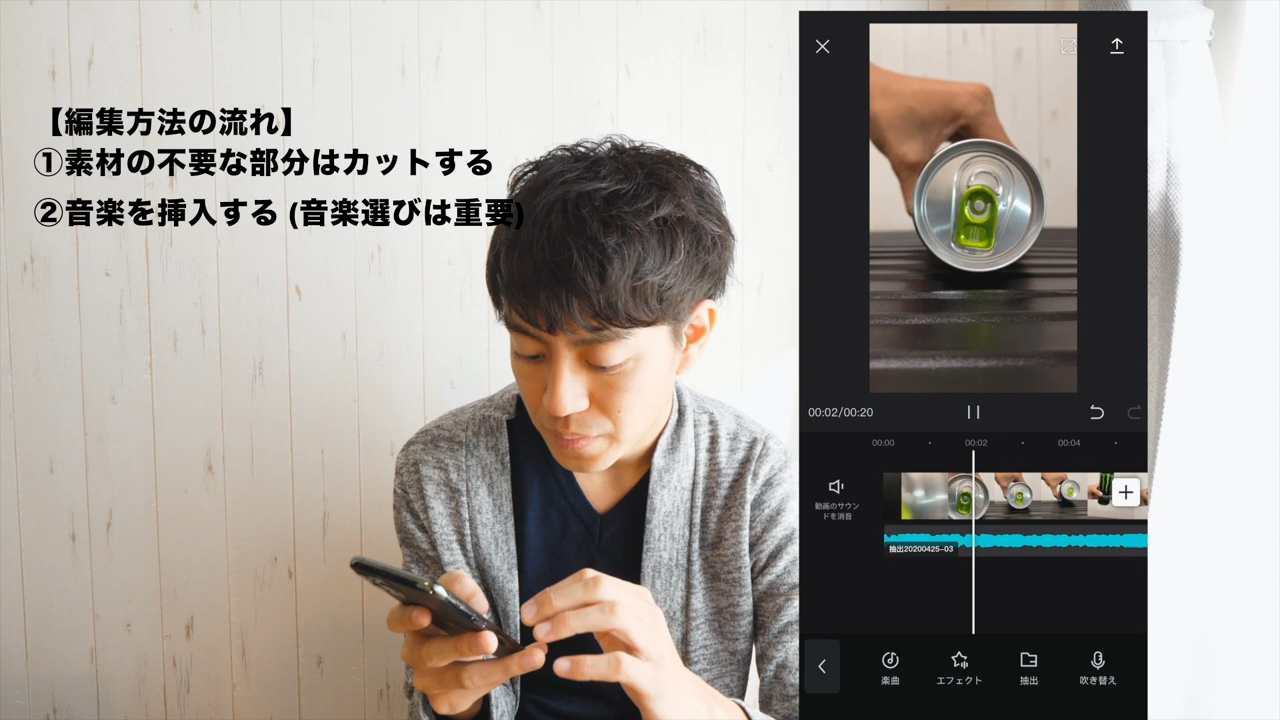 【編集方法の流れ】
①素材の不要な部分はカットする
②音楽を挿入する (音楽選びは重要)
00:02/00:20
00:00
00:02
00:04
動画のサウン
ドを消音
抽出20200425-03
楽曲
エフェクト
抽出
吹き替え